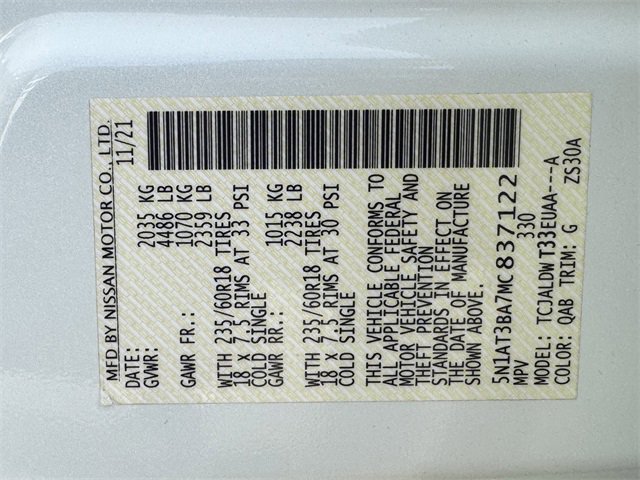 MFD BY NISSAN MOTOR CO., LTD.
DATE: 11/21
GVWR: 2035 KG
4486 LB
GAWR FR.: 1070 KG
2359 LB
WITH 235/60R18 TIRES
18 x 7.5 RIMS AT 33 PSI
COLD SINGLE
GAWR RR.: 1015 KG
2238 LB
WITH 235/60R18 TIRES
18 x 7.5 RIMS AT 30 PSI
COLD SINGLE
THIS VEHICLE CONFORMS TO
ALL APPLICABLE FEDERAL
MOTOR VEHICLE SAFETY AND
THEFT PREVENTION
STANDARDS IN EFFECT ON
THE DATE OF MANUFACTURE
SHOWN ABOVE.
5N1AT3BA7MC837122
MPV 330
MODEL: TC1ALDW T33EUAA---A
COLOR: QAB TRIM: G ZS30A